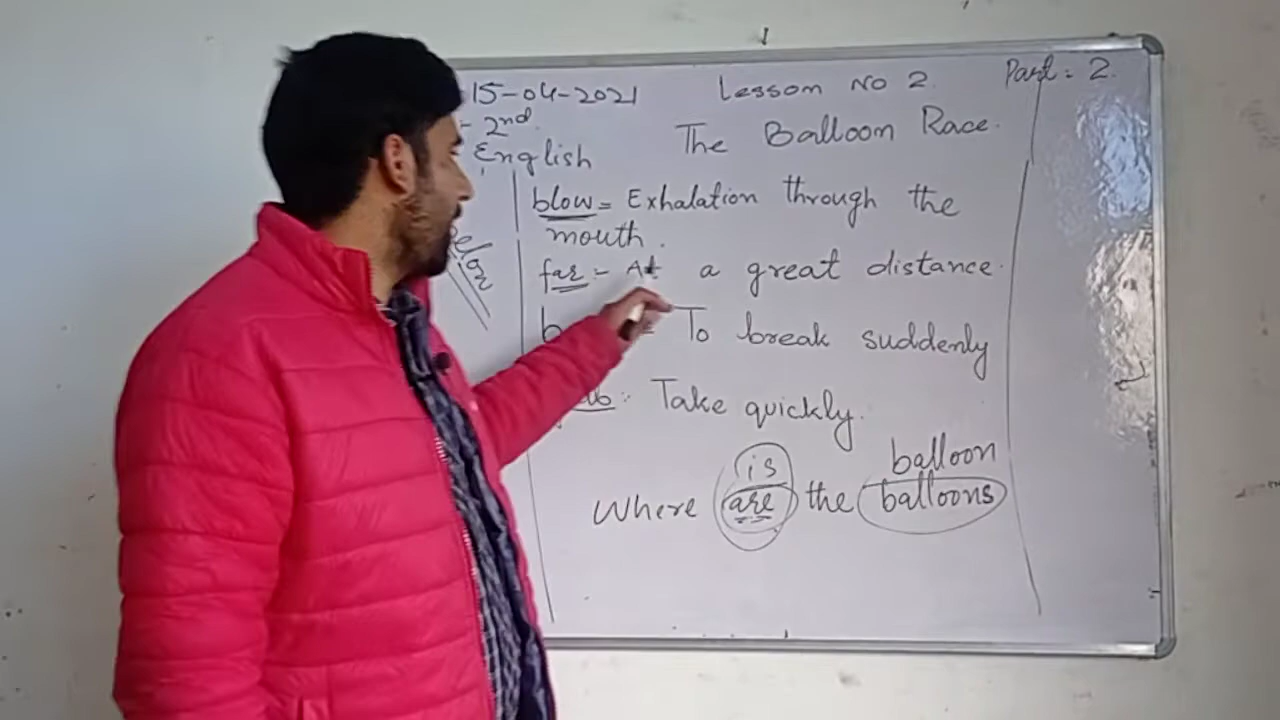 15-04-2021 Lesson No 2. Part: 2.
- 2nd.
English The Balloon Race.
blow = Exhalation through the
mouth.
far = At a great distance.
To break suddenly
Take quickly.
is balloon
Where are the balloons